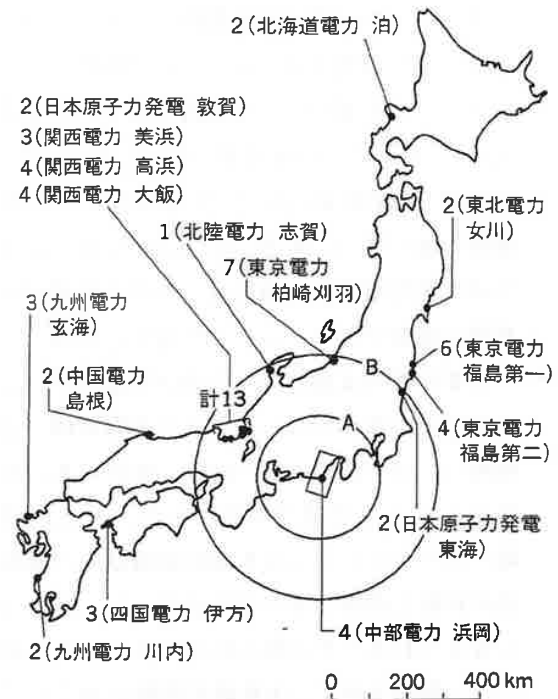 2(北海道電力 泊)
2(日本原子力発電 敦賀)
3(関西電力 美浜)
4(関西電力 高浜)
4(関西電力 大飯)
1(北陸電力 志賀)
7(東京電力
柏崎刈羽)
2(東北電力
女川)
3(九州電力
玄海)
2(中国電力
島根)
計13
B
A
6(東京電力
福島第一)
4(東京電力
福島第二)
2(日本原子力発電
東海)
3(四国電力 伊方)
4(中部電力 浜岡)
2(九州電力 川内)
0 200 400 km